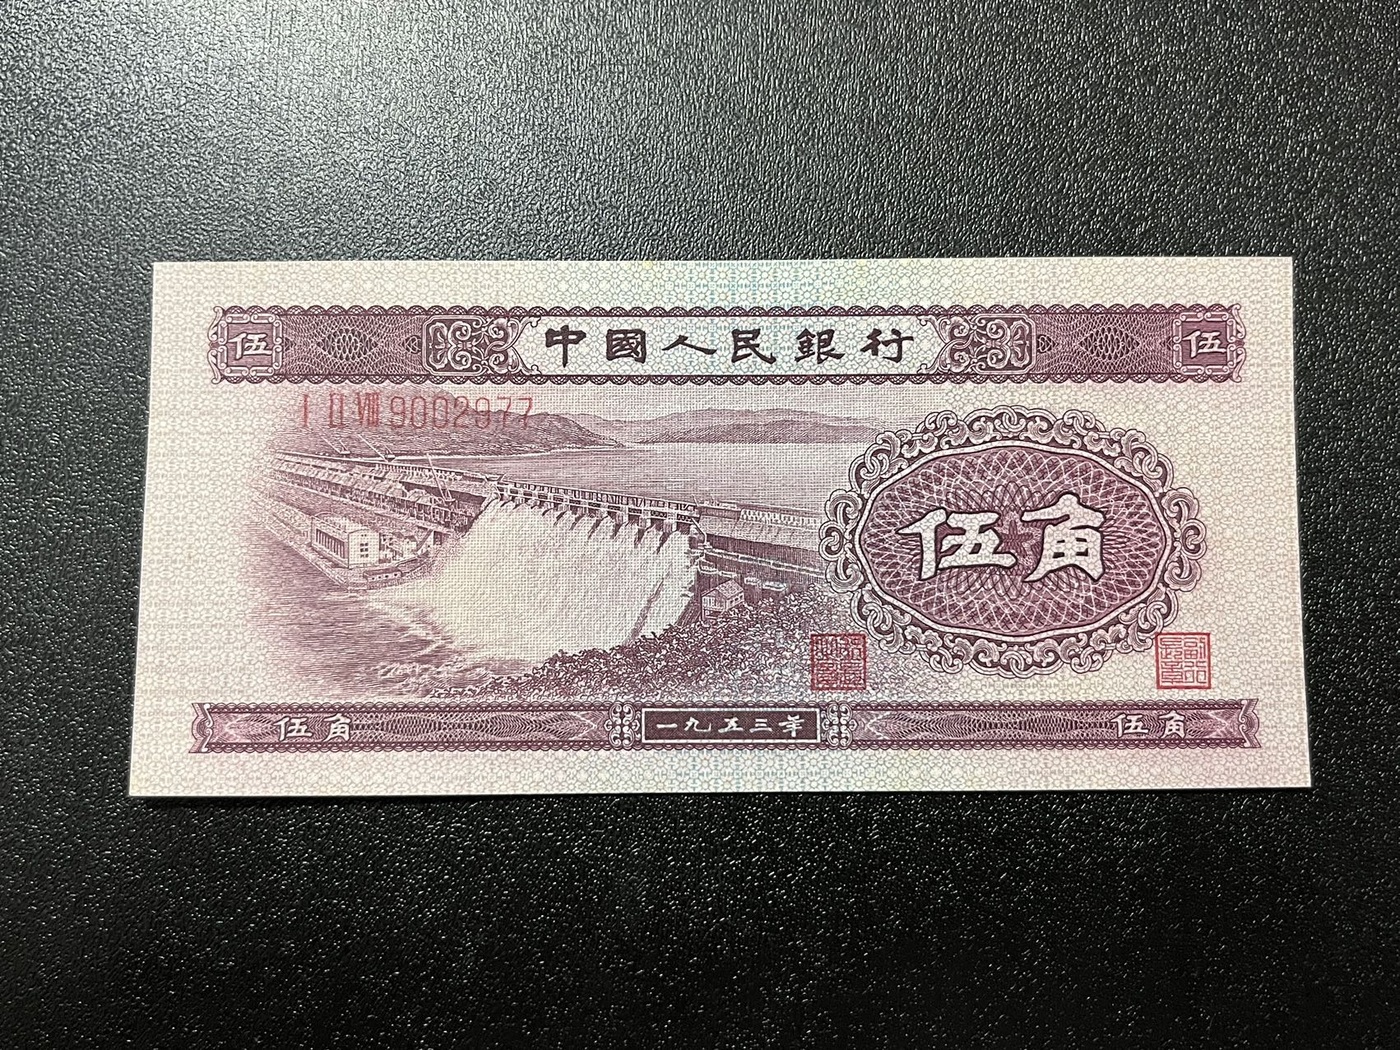 伍 中國人民銀行 伍
I II VIII 9002977
伍角
伍角 一九五三年 伍角